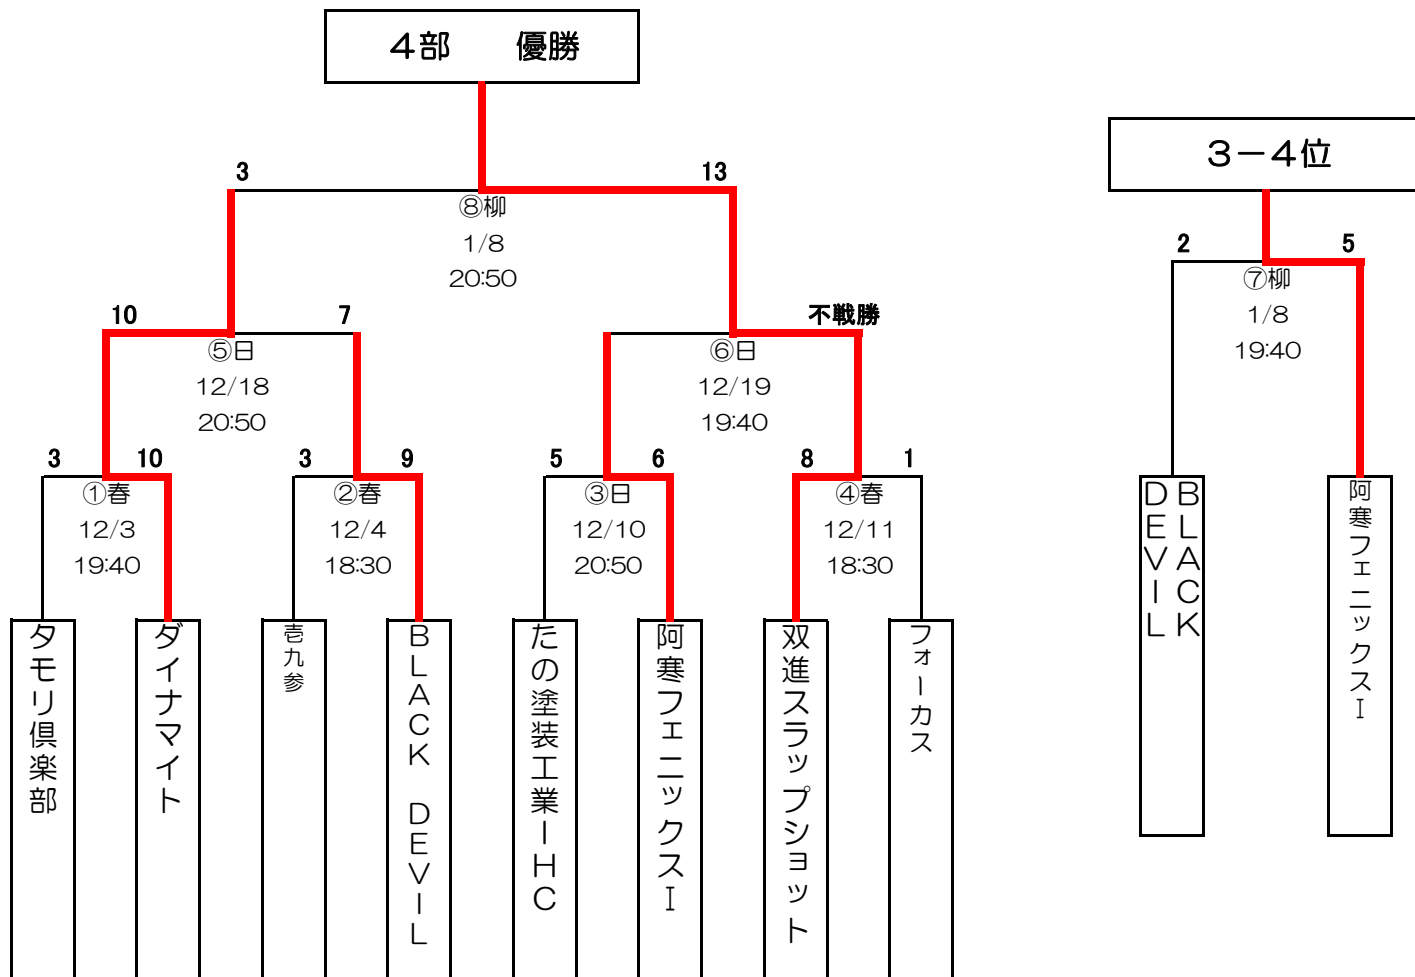 ４部　優勝
3
13
⑧柳
1/8
20:50
10
7
不戦勝
⑤日
12/18
20:50
⑥日
12/19
19:40
3
10
3
9
5
6
8
1
①春
12/3
19:40
②春
12/4
18:30
③日
12/10
20:50
④春
12/11
18:30
タモリ倶楽部
ダイナマイト
壱九参
ＢＬＡＣＫ　ＤＥＶＩＬ
たの塗装工業ＩＨＣ
阿寒フェニックスⅠ
双進スラップショット
フォーカス
３－４位
2
5
⑦柳
1/8
19:40
ＢＬＡＣＫ
ＤＥＶＩＬ
阿寒フェニックスⅠ